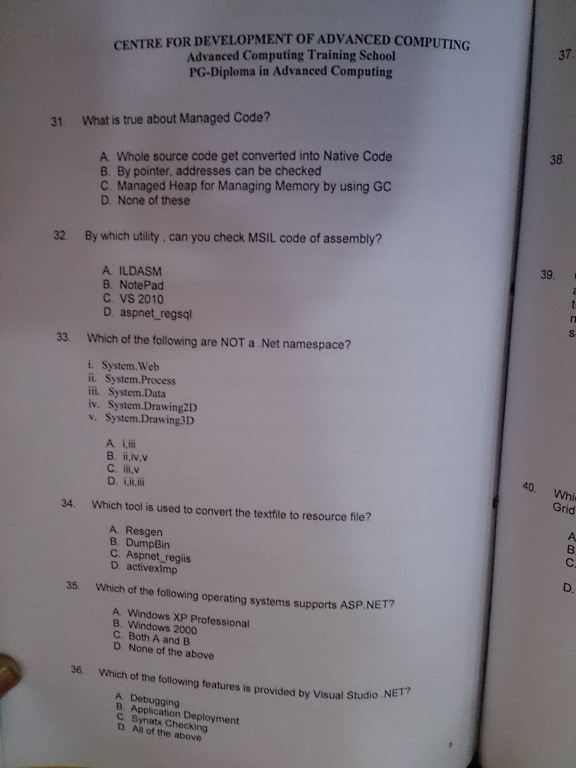 CENTRE FOR DEVELOPMENT OF ADVANCED COMPUTING
Advanced Computing Training School
PG-Diploma in Advanced Computing
31. What is true about Managed Code?
A. Whole source code get converted into Native Code
B. By pointer, addresses can be checked
C. Managed Heap for Managing Memory by using GC
D. None of these
32. By which utility , can you check MSIL code of assembly?
A. ILDASM
B. NotePad
C. VS 2010
D. aspnet_regsql
33. Which of the following are NOT a .Net namespace?
i. System.Web
ii. System.Process
iii. System.Data
iv. System.Drawing2D
v. System.Drawing3D
A. i,iii
B. ii,iv,v
C. iii,v
D. i,ii,iii
34. Which tool is used to convert the textfile to resource file?
A. Resgen
B. DumpBin
C. Aspnet_regiis
D. activexImp
35. Which of the following operating systems supports ASP.NET?
A. Windows XP Professional
B. Windows 2000
C. Both A and B
D. None of the above
36. Which of the following features is provided by Visual Studio .NET?
A. Debugging
B. Application Deployment
C. Synatx Checking
D. All of the above
37.
38.
39.
40.
Grid
A
B.
C.
D.